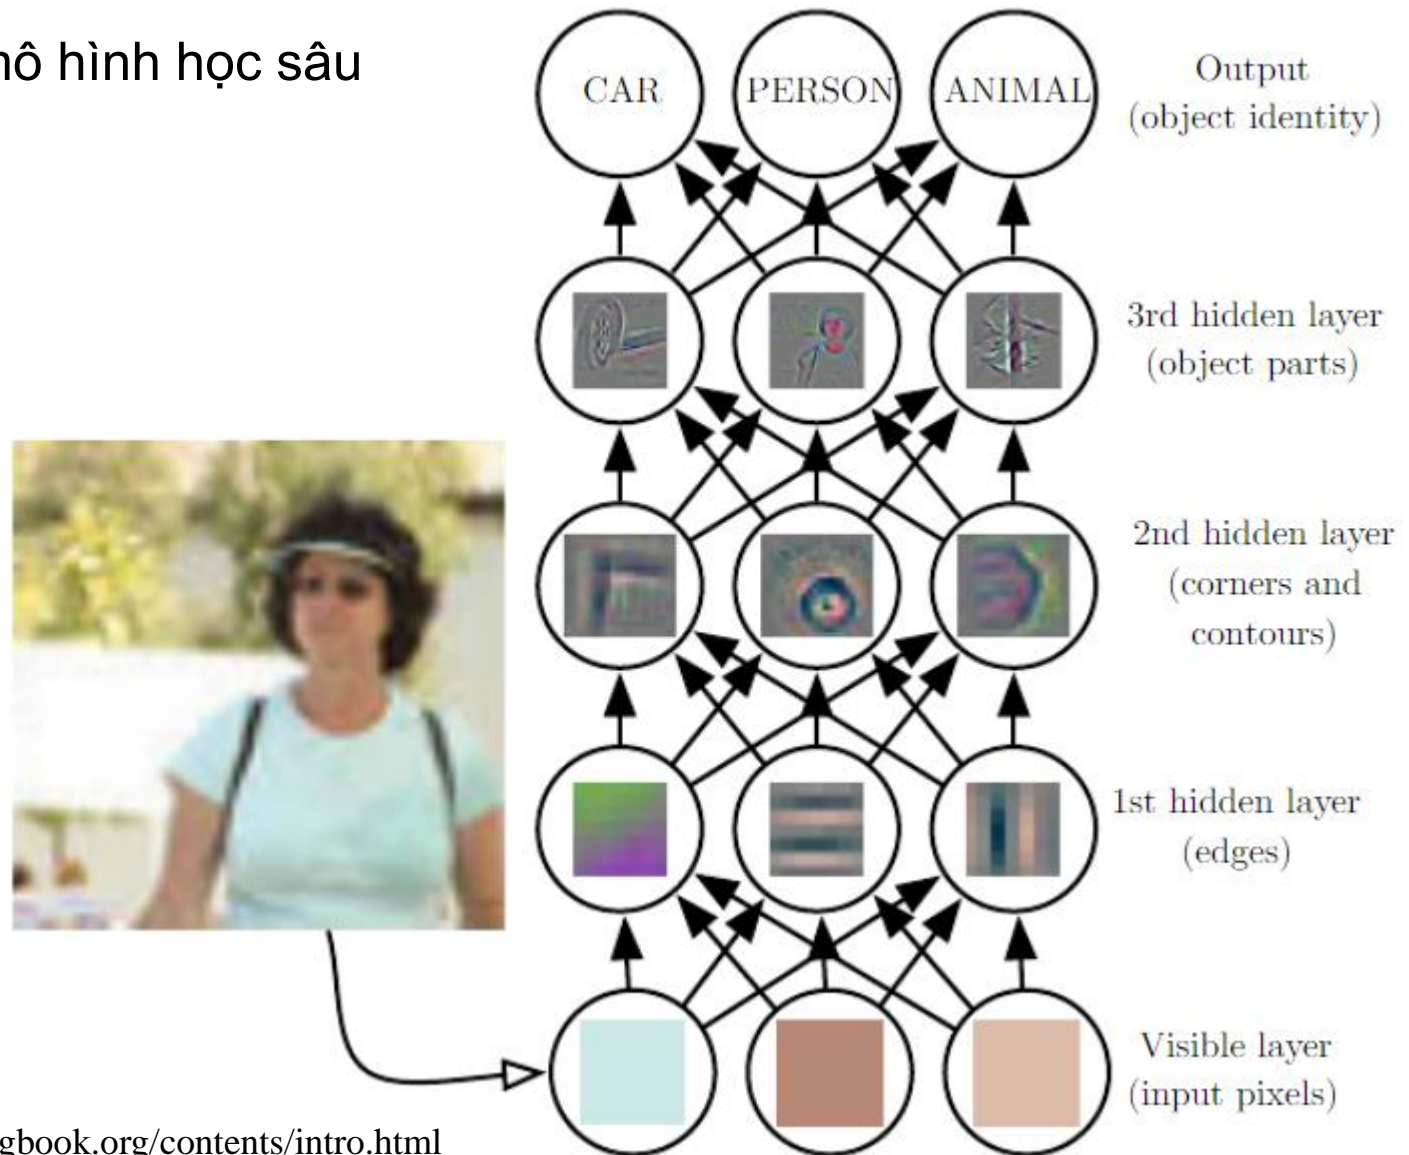 mô hình học sâu
CAR PERSON ANIMAL
Output
(object identity)
3rd hidden layer
(object parts)
2nd hidden layer
(corners and
contours)
1st hidden layer
(edges)
Visible layer
(input pixels)
gbook.org/contents/intro.html